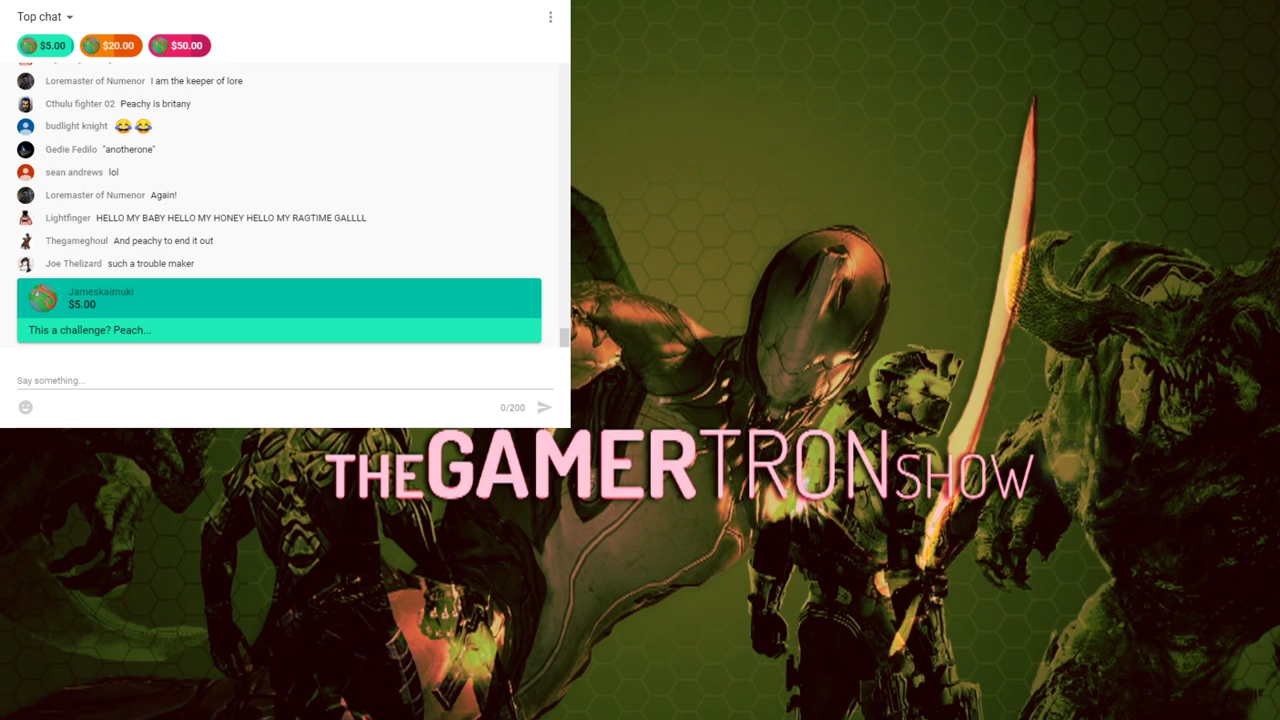 Top chat
$5.00 $20.00 $50.00
Loremaster of Numenor I am the keeper of lore
Cthulu fighter 02 Peachy is britany
budlight knight 😂😂
Gedie Fedilo "anotherone"
sean andrews lol
Loremaster of Numenor Again!
Lightfinger HELLO MY BABY HELLO MY HONEY HELLO MY RAGTIME GALLLL
Thegameghoul And peachy to end it out
Joe Thelizard such a trouble maker
Jameskaimuki
$5.00
This a challenge? Peach...
Say something...
0/200
THEGAMERTRONSHOW